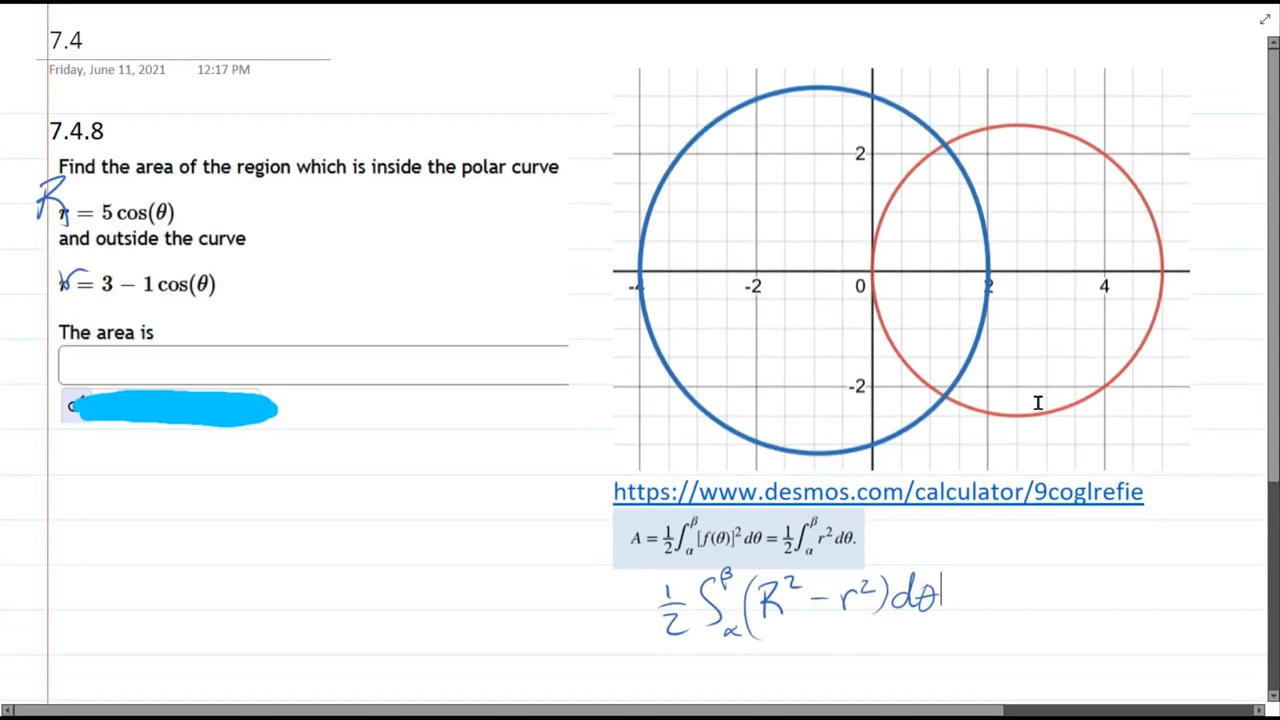 7.4
Friday, June 11, 2021 12:17 PM
7.4.8
Find the area of the region which is inside the polar curve
R = 5 cos(θ)
and outside the curve
r = 3 − 1 cos(θ)
The area is
2
-4 -2 0 2 4
-2
https://www.desmos.com/calculator/9coglrefie
A = 1/2 ∫_α^β [f(θ)]² dθ = 1/2 ∫_α^β r² dθ.
1/2 ∫_α^β (R² − r²) dθ